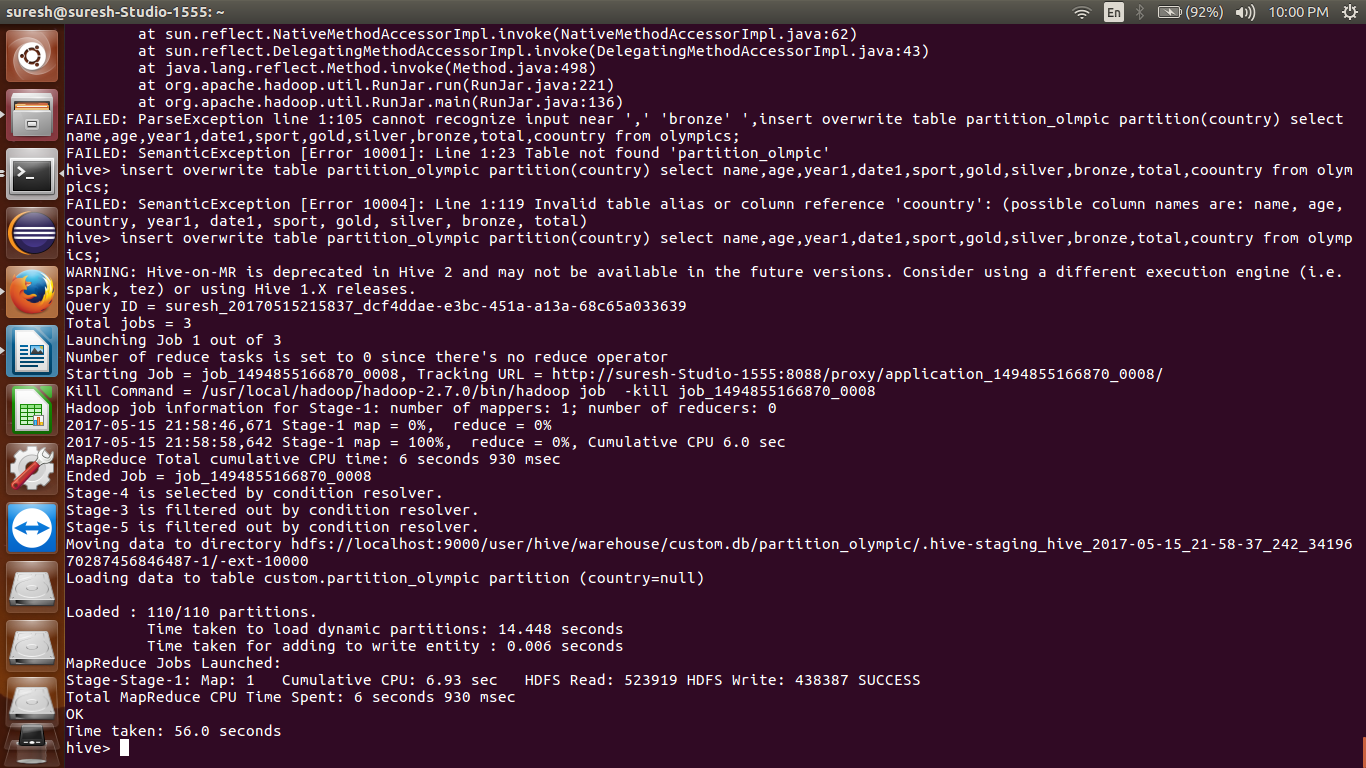 suresh@suresh-Studio-1555: ~
En (92%) 10:00 PM
at sun.reflect.NativeMethodAccessorImpl.invoke(NativeMethodAccessorImpl.java:62)
at sun.reflect.DelegatingMethodAccessorImpl.invoke(DelegatingMethodAccessorImpl.java:43)
at java.lang.reflect.Method.invoke(Method.java:498)
at org.apache.hadoop.util.RunJar.run(RunJar.java:221)
at org.apache.hadoop.util.RunJar.main(RunJar.java:136)
FAILED: ParseException line 1:105 cannot recognize input near ',' 'bronze' ',insert overwrite table partition_olmpic partition(country) select
name,age,year1,date1,sport,gold,silver,bronze,total,coountry from olympics;
FAILED: SemanticException [Error 10001]: Line 1:23 Table not found 'partition_olmpic'
hive> insert overwrite table partition_olympic partition(country) select name,age,year1,date1,sport,gold,silver,bronze,total,coountry from olym
pics;
FAILED: SemanticException [Error 10004]: Line 1:119 Invalid table alias or column reference 'coountry': (possible column names are: name, age,
country, year1, date1, sport, gold, silver, bronze, total)
hive> insert overwrite table partition_olympic partition(country) select name,age,year1,date1,sport,gold,silver,bronze,total,country from olymp
ics;
WARNING: Hive-on-MR is deprecated in Hive 2 and may not be available in the future versions. Consider using a different execution engine (i.e.
spark, tez) or using Hive 1.X releases.
Query ID = suresh_20170515215837_dcf4ddae-e3bc-451a-a13a-68c65a033639
Total jobs = 3
Launching Job 1 out of 3
Number of reduce tasks is set to 0 since there's no reduce operator
Starting Job = job_1494855166870_0008, Tracking URL = http://suresh-Studio-1555:8088/proxy/application_1494855166870_0008/
Kill Command = /usr/local/hadoop/hadoop-2.7.0/bin/hadoop job  -kill job_1494855166870_0008
Hadoop job information for Stage-1: number of mappers: 1; number of reducers: 0
2017-05-15 21:58:46,671 Stage-1 map = 0%,  reduce = 0%
2017-05-15 21:58:58,642 Stage-1 map = 100%,  reduce = 0%, Cumulative CPU 6.0 sec
MapReduce Total cumulative CPU time: 6 seconds 930 msec
Ended Job = job_1494855166870_0008
Stage-4 is selected by condition resolver.
Stage-3 is filtered out by condition resolver.
Stage-5 is filtered out by condition resolver.
Moving data to directory hdfs://localhost:9000/user/hive/warehouse/custom.db/partition_olympic/.hive-staging_hive_2017-05-15_21-58-37_242_34196
70287456846487-1/-ext-10000
Loading data to table custom.partition_olympic partition (country=null)
Loaded : 110/110 partitions.
Time taken to load dynamic partitions: 14.448 seconds
Time taken for adding to write entity : 0.006 seconds
MapReduce Jobs Launched:
Stage-Stage-1: Map: 1   Cumulative CPU: 6.93 sec   HDFS Read: 523919 HDFS Write: 438387 SUCCESS
Total MapReduce CPU Time Spent: 6 seconds 930 msec
OK
Time taken: 56.0 seconds
hive>